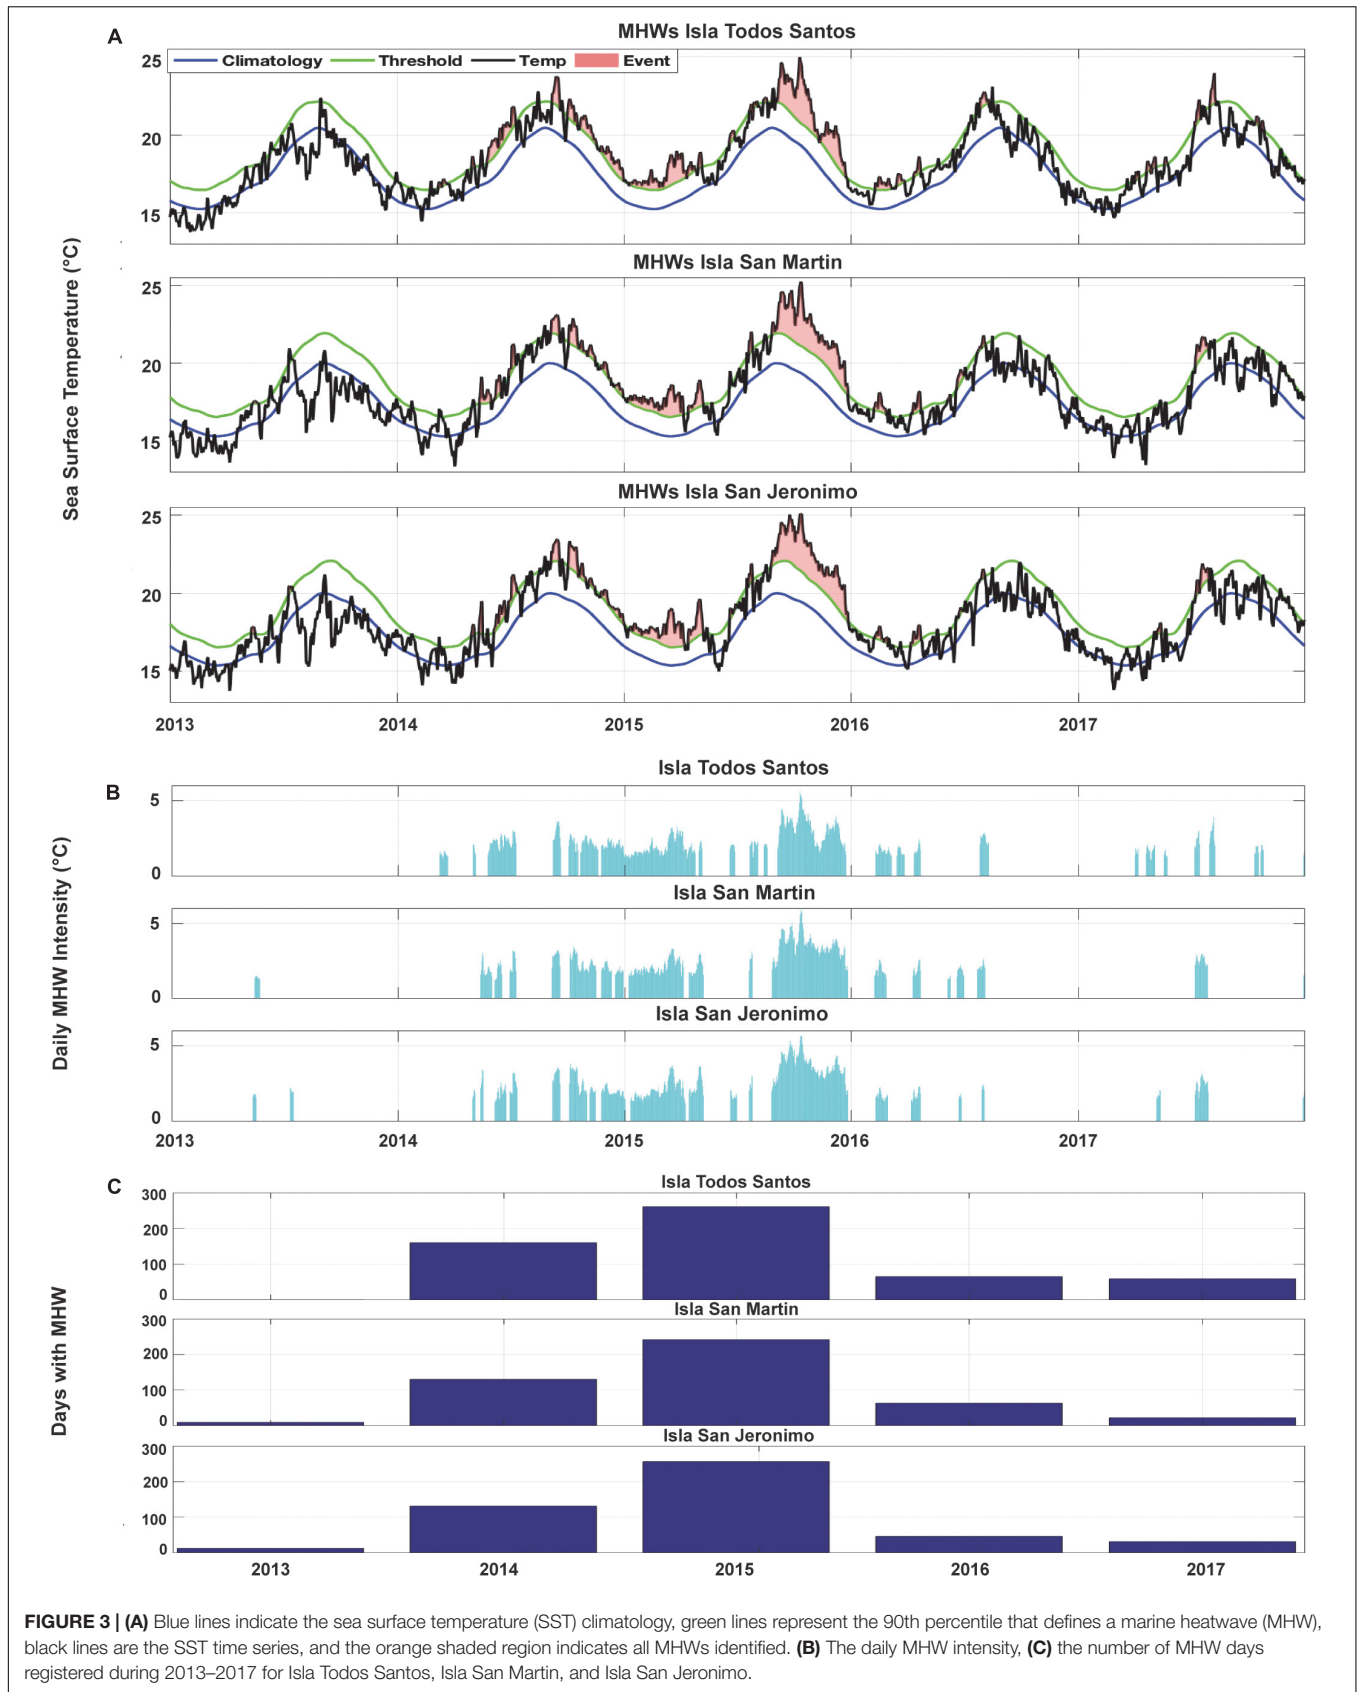 A
MHWs Isla Todos Santos
Climatology Threshold Temp Event
25
20
15
MHWs Isla San Martin
25
20
15
Sea Surface Temperature (°C)
MHWs Isla San Jeronimo
25
20
15
2013 2014 2015 2016 2017
B
Isla Todos Santos
5
0
Isla San Martin
5
0
Daily MHW Intensity (°C)
Isla San Jeronimo
5
0
2013 2014 2015 2016 2017
C
Isla Todos Santos
300
200
100
0
Isla San Martin
300
200
100
0
Days with MHW
Isla San Jeronimo
300
200
100
0
2013 2014 2015 2016 2017
FIGURE 3 | (A) Blue lines indicate the sea surface temperature (SST) climatology, green lines represent the 90th percentile that defines a marine heatwave (MHW),
black lines are the SST time series, and the orange shaded region indicates all MHWs identified. (B) The daily MHW intensity, (C) the number of MHW days
registered during 2013–2017 for Isla Todos Santos, Isla San Martin, and Isla San Jeronimo.